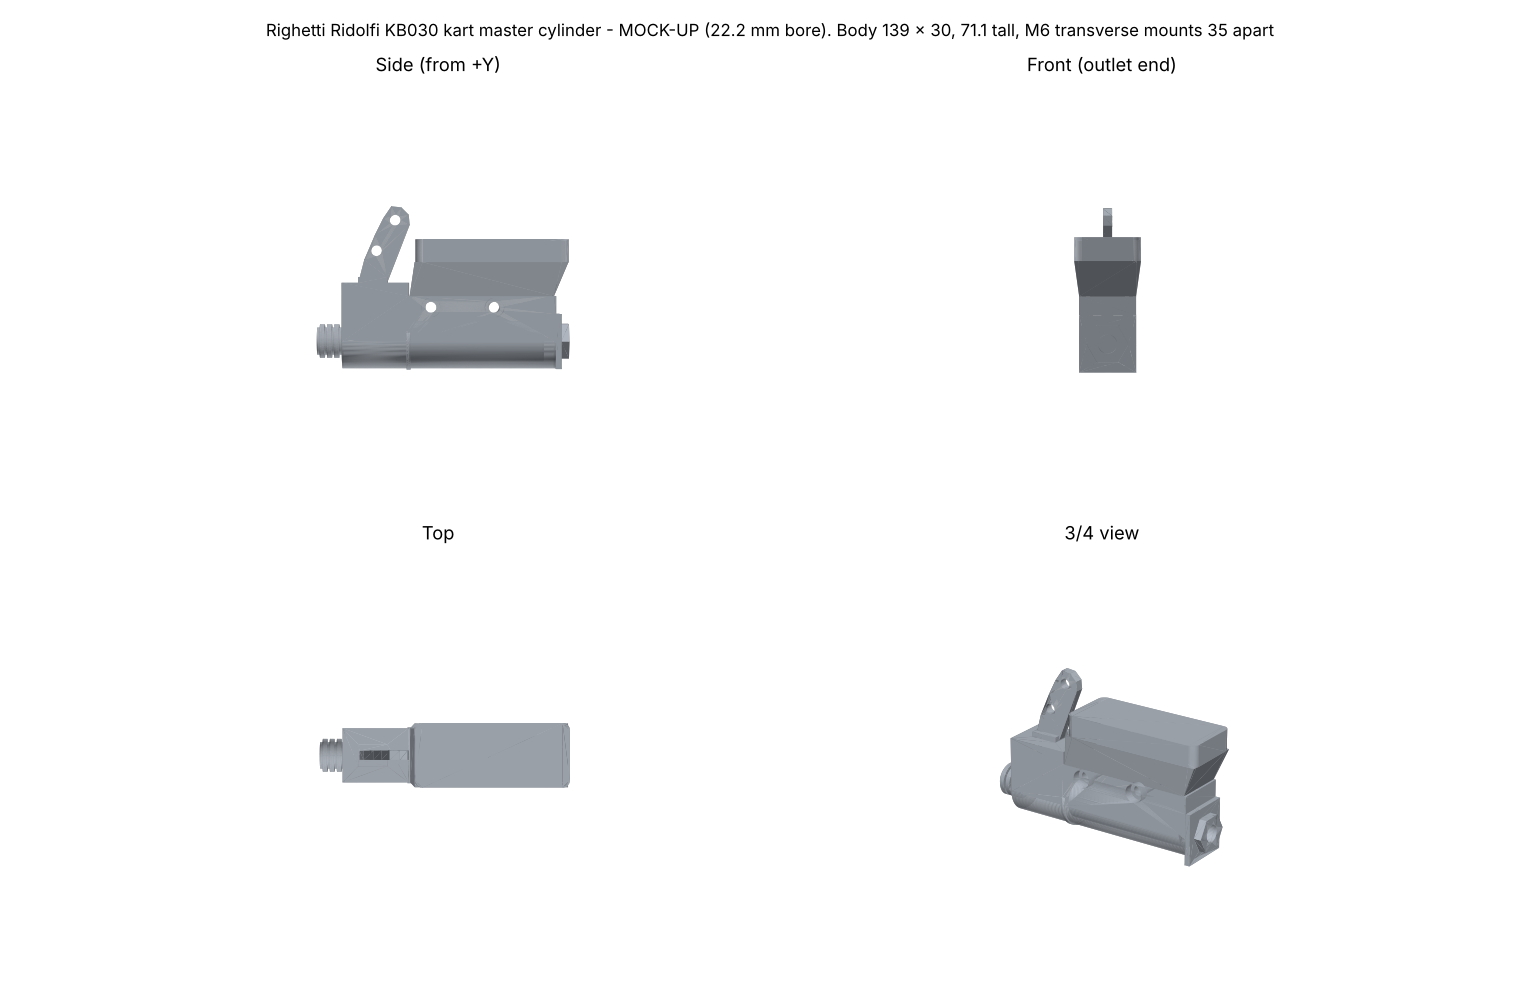 Righetti Ridolfi KB030 kart master cylinder - MOCK-UP (22.2 mm bore). Body 139 × 30, 71.1 tall, M6 transverse mounts 35 apart
Side (from +Y)
Front (outlet end)
Top
3/4 view